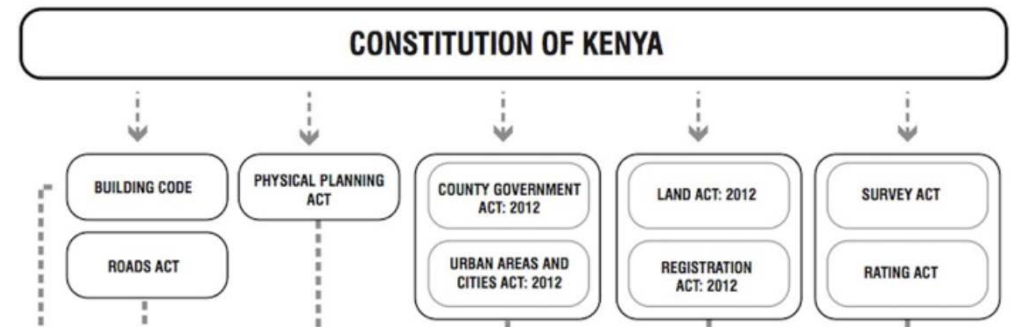 CONSTITUTION OF KENYA
BUILDING CODE
PHYSICAL PLANNING
ACT
COUNTY GOVERNMENT
ACT: 2012
LAND ACT: 2012
SURVEY ACT
ROADS ACT
URBAN AREAS AND
CITIES ACT: 2012
REGISTRATION
ACT: 2012
RATING ACT